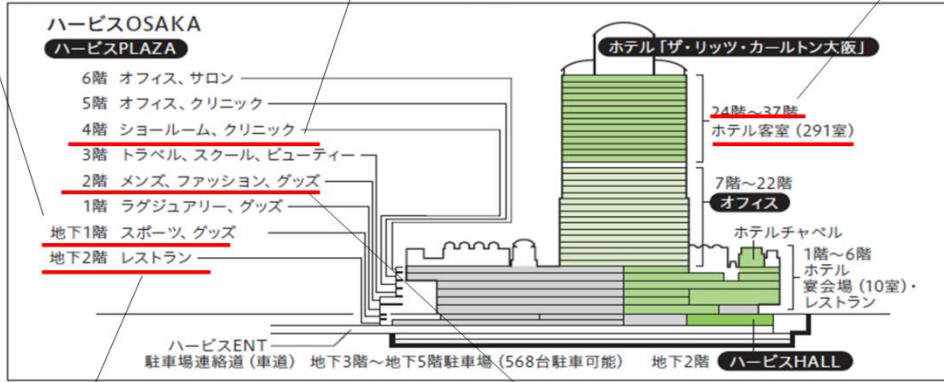 ハービスOSAKA
ハービスPLAZA
6階 オフィス、サロン
5階 オフィス、クリニック
4階 ショールーム、クリニック
3階 トラベル、スクール、ビューティー
2階 メンズ、ファッション、グッズ
1階 ラグジュアリー、グッズ
地下1階 スポーツ、グッズ
地下2階 レストラン
ホテル「ザ・リッツ・カールトン大阪」
24階〜37階
ホテル客室（291室）
7階〜22階
オフィス
ホテルチャペル
1階〜6階
ホテル
宴会場（10室）・
レストラン
ハービスENT
駐車場連絡道（車道） 地下3階〜地下5階駐車場（568台駐車可能） 地下2階 ハービスHALL